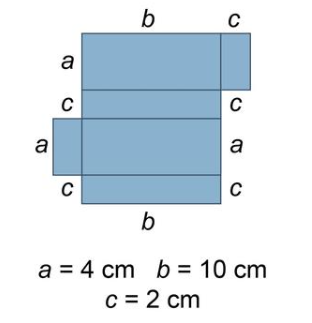 b c
a
c c
a a
c c
b
a = 4 cm b = 10 cm
c = 2 cm